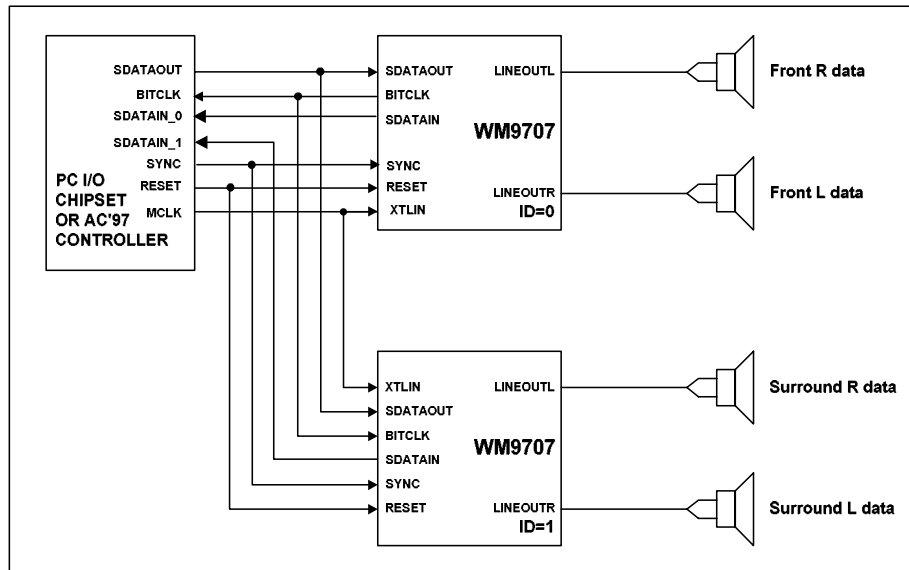 SDATAOUT
BITCLK
SDATAIN_0
SDATAIN_1
SYNC
RESET
MCLK
PC I/O
CHIPSET
OR AC'97
CONTROLLER
SDATAOUT
BITCLK
SDATAIN
SYNC
RESET
XTLIN
LINEOUTL
WM9707
LINEOUTR
ID=0
Front R data
Front L data
XTLIN
SDATAOUT
BITCLK
SDATAIN
SYNC
RESET
LINEOUTL
WM9707
LINEOUTR
ID=1
Surround R data
Surround L data